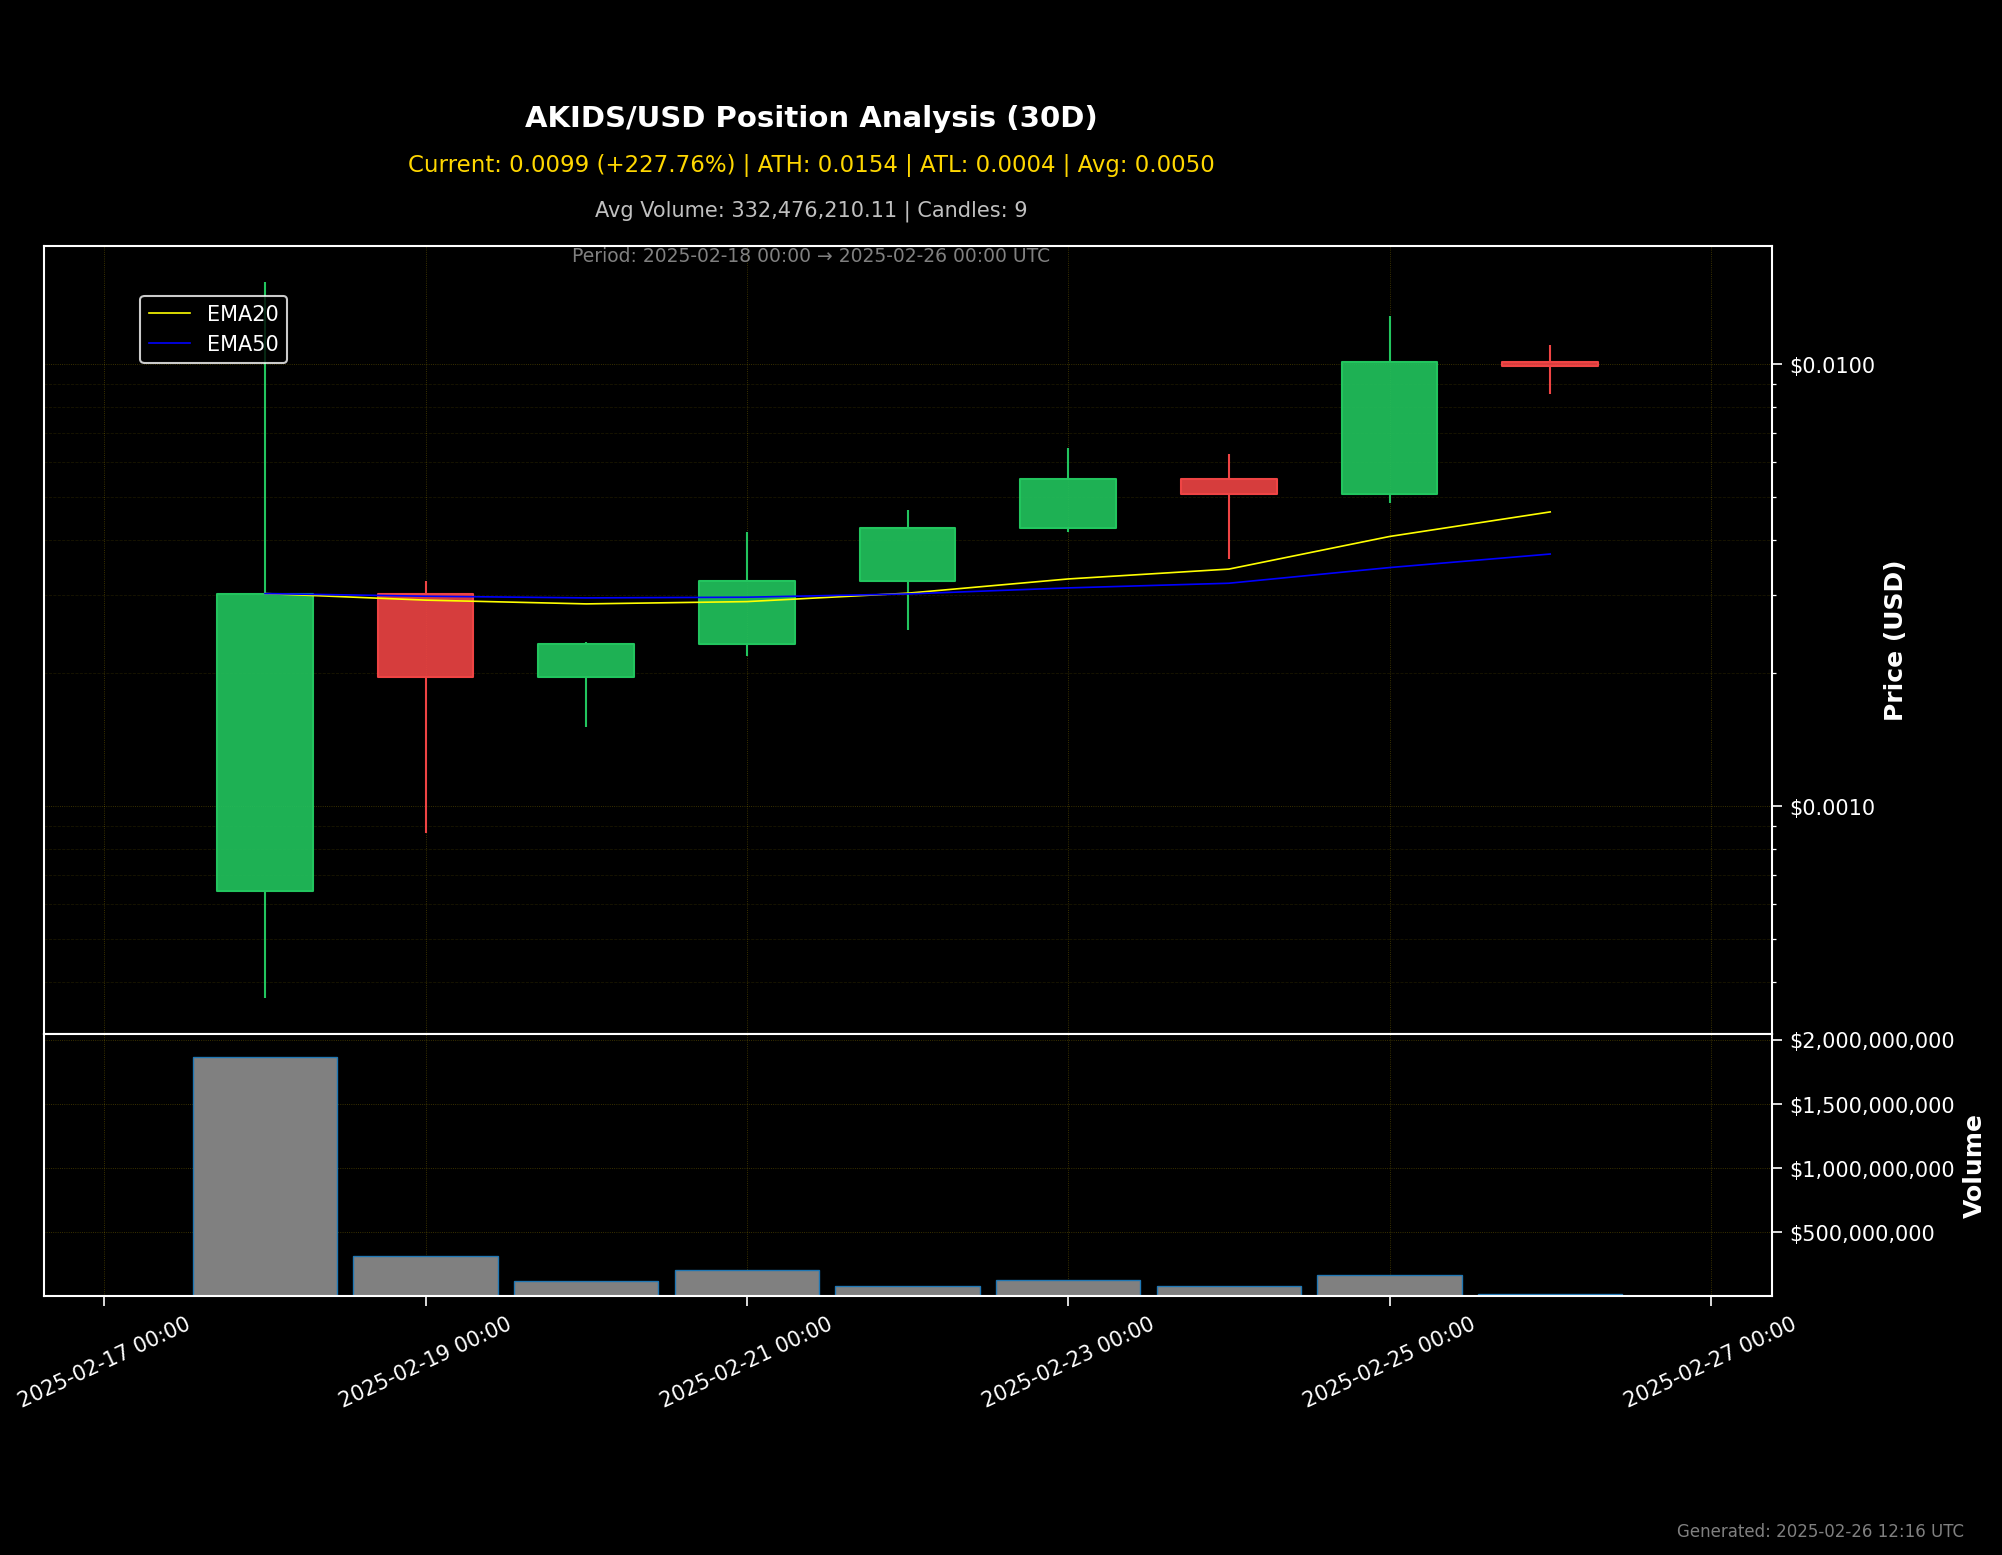 AKIDS/USD Position Analysis (30D)
Current: 0.0099 (+227.76%) | ATH: 0.0154 | ATL: 0.0004 | Avg: 0.0050
Avg Volume: 332,476,210.11 | Candles: 9
Period: 2025-02-18 00:00 → 2025-02-26 00:00 UTC
EMA20
EMA50
$0.0100
$0.0010
Price (USD)
$2,000,000,000
$1,500,000,000
$1,000,000,000
$500,000,000
Volume
2025-02-17 00:00
2025-02-19 00:00
2025-02-21 00:00
2025-02-23 00:00
2025-02-25 00:00
2025-02-27 00:00
Generated: 2025-02-26 12:16 UTC